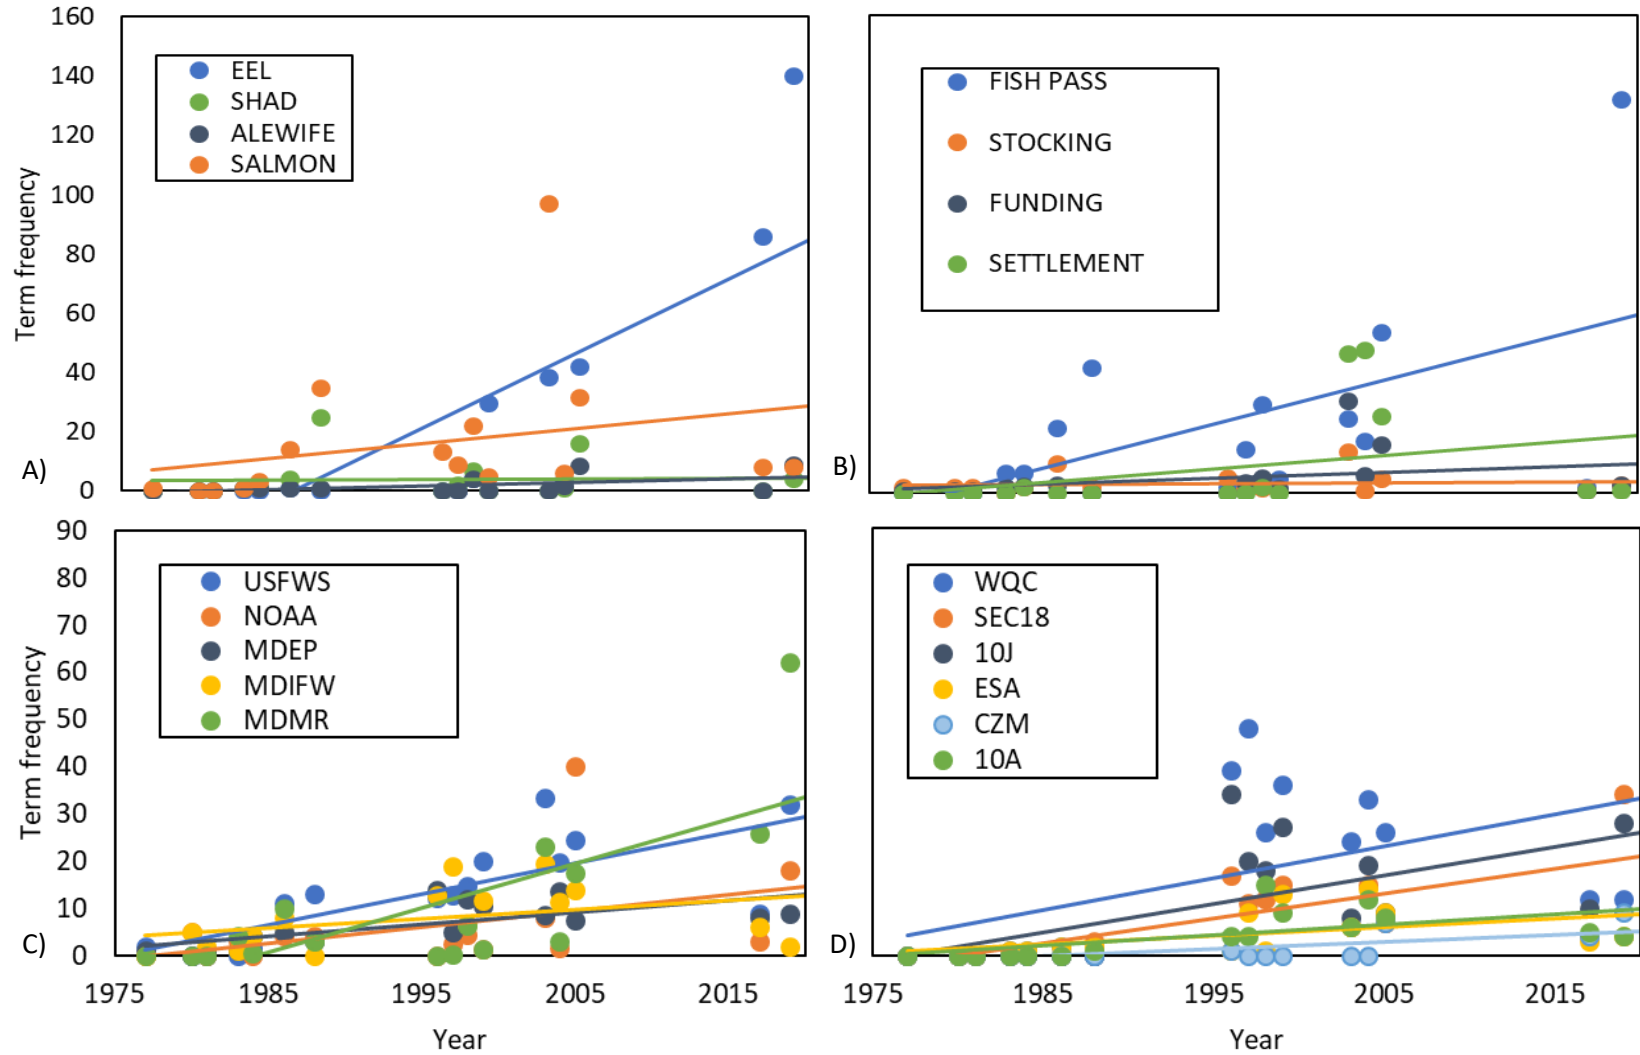 160
140
120
100
80
60
40
20
0
Term frequency
EEL
SHAD
ALEWIFE
SALMON
A)
FISH PASS
STOCKING
FUNDING
SETTLEMENT
B)
90
80
70
60
50
40
30
20
10
0
Term frequency
USFWS
NOAA
MDEP
MDIFW
MDMR
C)
1975 1985 1995 2005 2015
Year
WQC
SEC18
10J
ESA
CZM
10A
D)
1975 1985 1995 2005 2015
Year